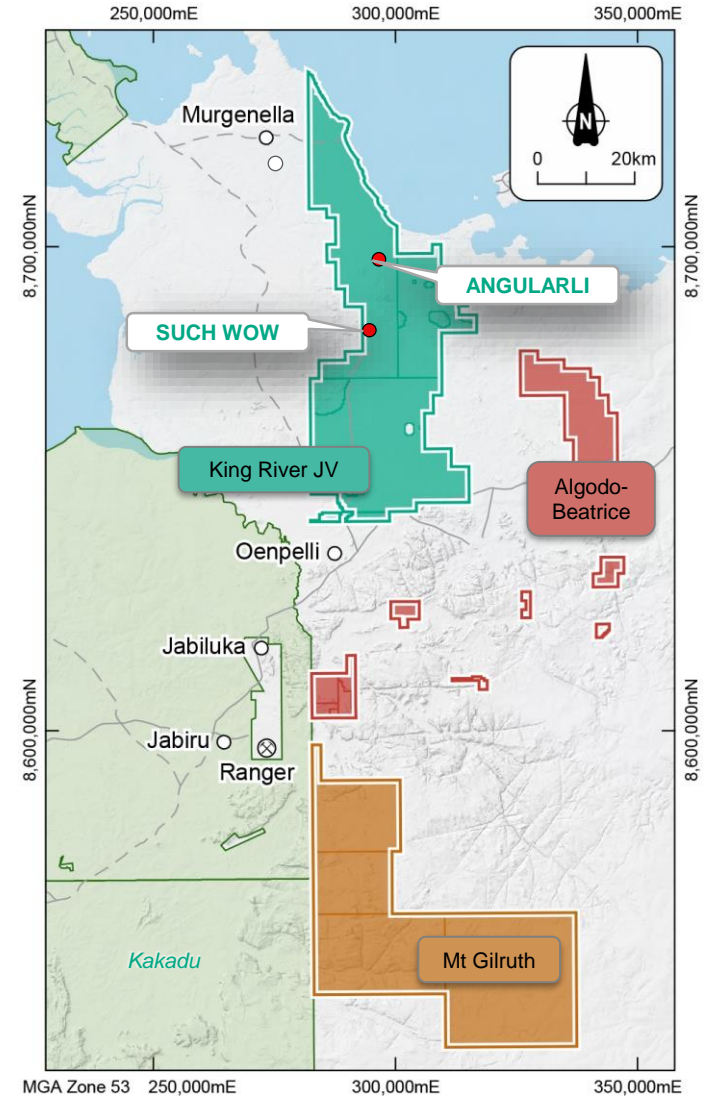 250,000mE
300,000mE
350,000mE
Murgenella
N
0
20km
8,700,000mN
8,700,000mN
ANGULARLI
SUCH WOW
King River JV
Algodo-
Beatrice
Oenpelli
Jabiluka
Jabiru
Ranger
8,600,000mN
8,600,000mN
Kakadu
Mt Gilruth
MGA Zone 53
250,000mE
300,000mE
350,000mE